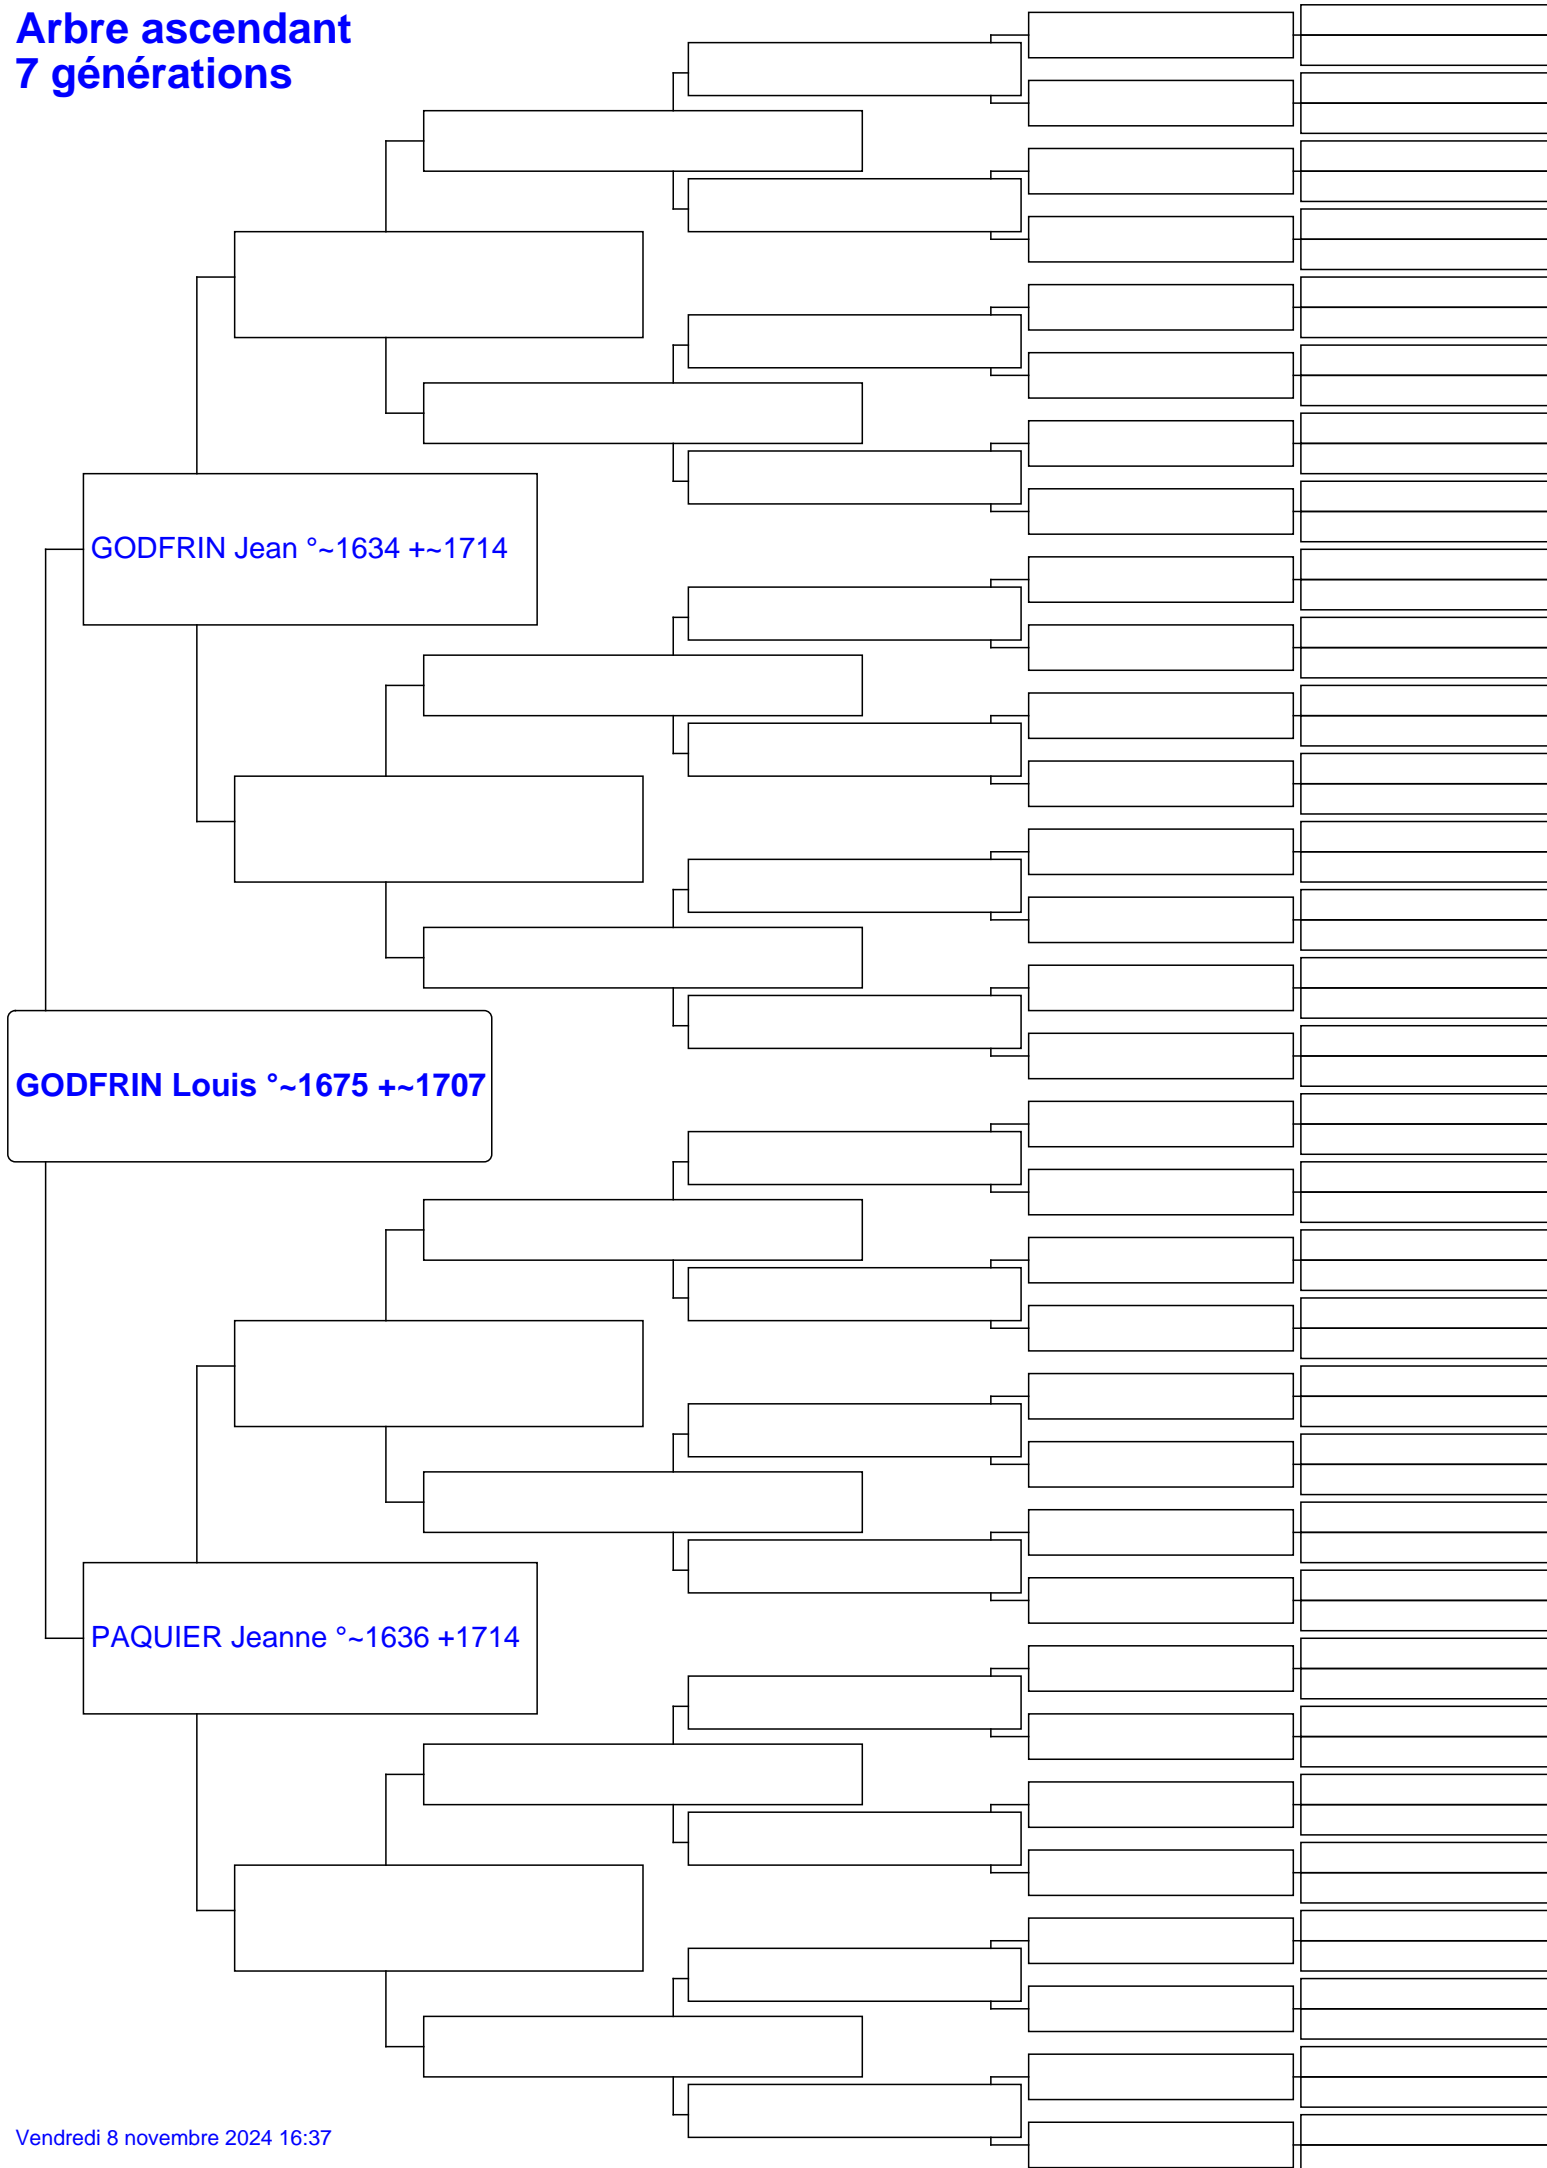 Arbre ascendant
7 générations
GODFRIN Jean °~1634 +~1714
GODFRIN Louis °~1675 +~1707
PAQUIER Jeanne °~1636 +1714
Vendredi 8 novembre 2024 16:37